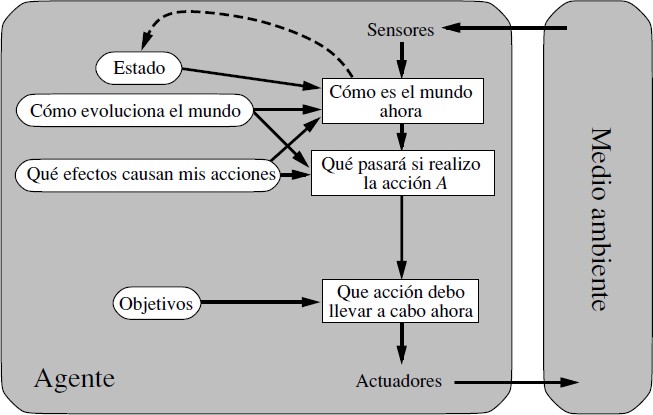 Sensores
Estado
Cómo es el mundo
ahora
Cómo evoluciona el mundo
Qué efectos causan mis acciones
Qué pasará si realizo
la acción A
Objetivos
Que acción debo
llevar a cabo ahora
Agente
Actuadores
Medio ambiente